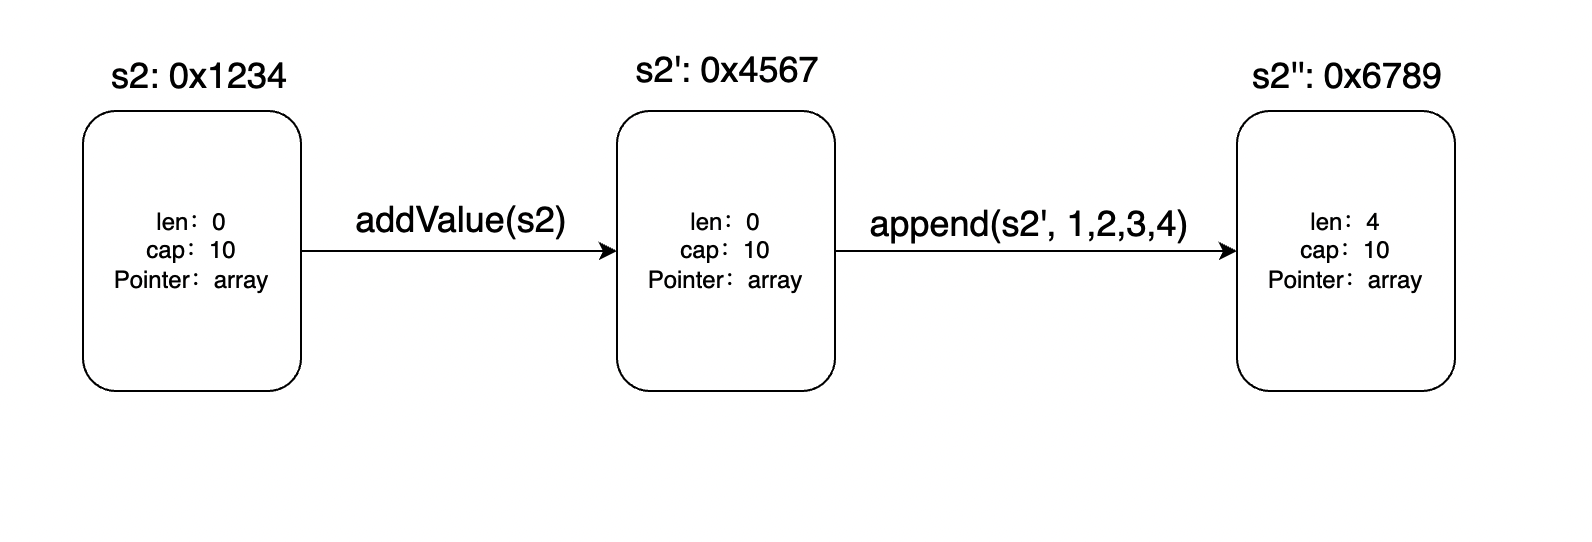 s2: 0x1234
len：0
cap：10
Pointer：array
addValue(s2)
s2': 0x4567
len：0
cap：10
Pointer：array
append(s2', 1,2,3,4)
s2": 0x6789
len：4
cap：10
Pointer：array